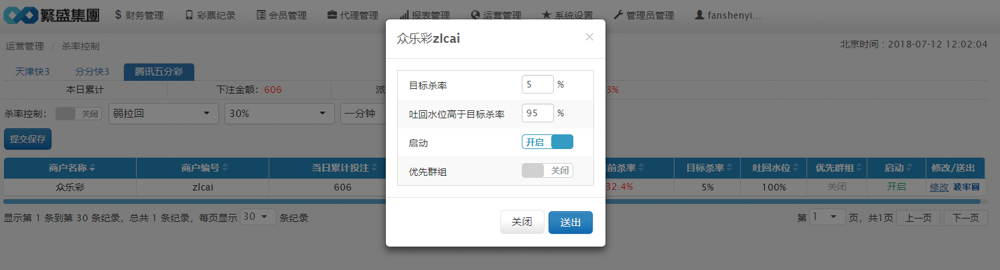 繁盛集團 财务管理 彩票纪录 会员管理 代理管理 报表管理 运营管理 系统设置 管理员管理 fanshenyi...
运营管理 / 杀率控制 北京时间：2018-07-12 12:02:04
天津快3 分分快3 腾讯五分彩
本日累计 下注金额：606 派 3%
杀率控制： 关闭 弱拉回 30% 一分钟
提交保存
商户名称 商户编号 当日累计投注 前杀率 目标杀率 吐回水位 优先群组 启动 修改/送出
众乐彩 zlcai 606 32.4% 5% 100% 关闭 开启 修改
显示第 1 条到第 30 条纪录，总共 1 条纪录，每页显示 30 条纪录 第 1 页，共1页 上一页 下一页
众乐彩zlcai ×
目标杀率 5 %
吐回水位高于目标杀率 95 %
启动 开启
优先群组 关闭
关闭 送出